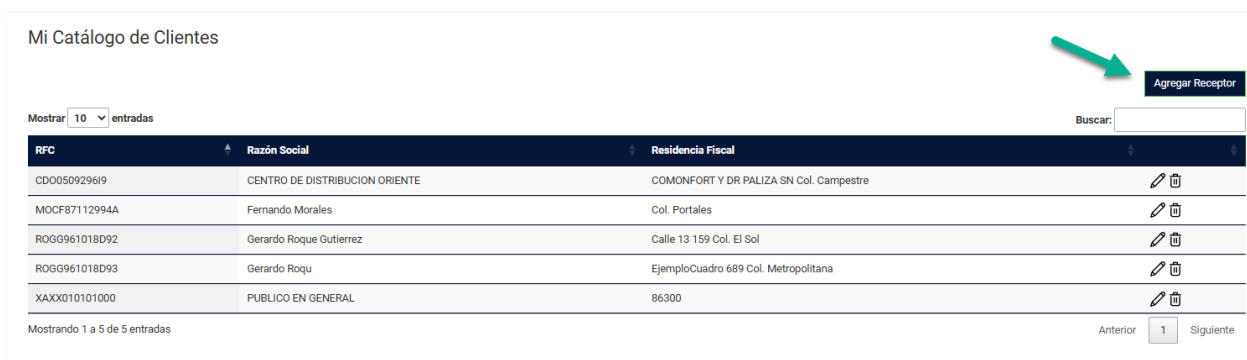 Mi Catálogo de Clientes
Agregar Receptor
Mostrar 10 entradas
Buscar:
RFC Razón Social Residencia Fiscal
CDO0509296I9 CENTRO DE DISTRIBUCION ORIENTE COMONFORT Y DR PALIZA SN Col. Campestre
MOCF87112994A Fernando Morales Col. Portales
ROGG961018D92 Gerardo Roque Gutierrez Calle 13 159 Col. El Sol
ROGG961018D93 Gerardo Roqu EjemploCuadro 689 Col. Metropolitana
XAXX010101000 PUBLICO EN GENERAL 86300
Mostrando 1 a 5 de 5 entradas
Anterior 1 Siguiente